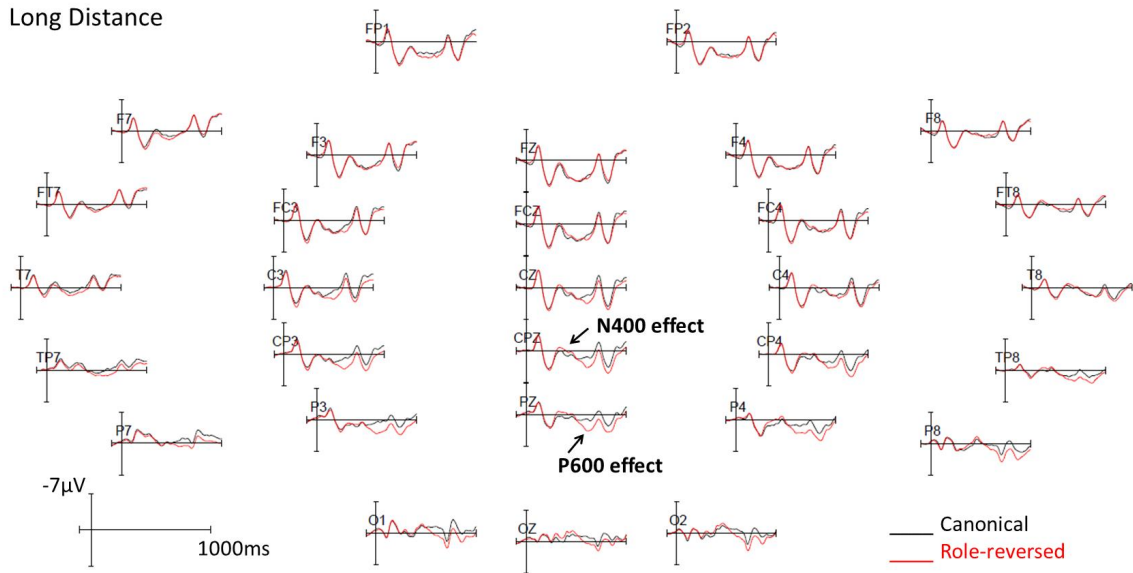 Long Distance
FP1 FP2
F7 F3 FZ F4 F8
FT7 FC3 FCZ FC4 FT8
T7 C3 CZ C4 T8
N400 effect
TP7 CP3 CPZ CP4 TP8
P7 P3 PZ P4 P8
P600 effect
-7µV
1000ms
O1 OZ O2
Canonical
Role-reversed